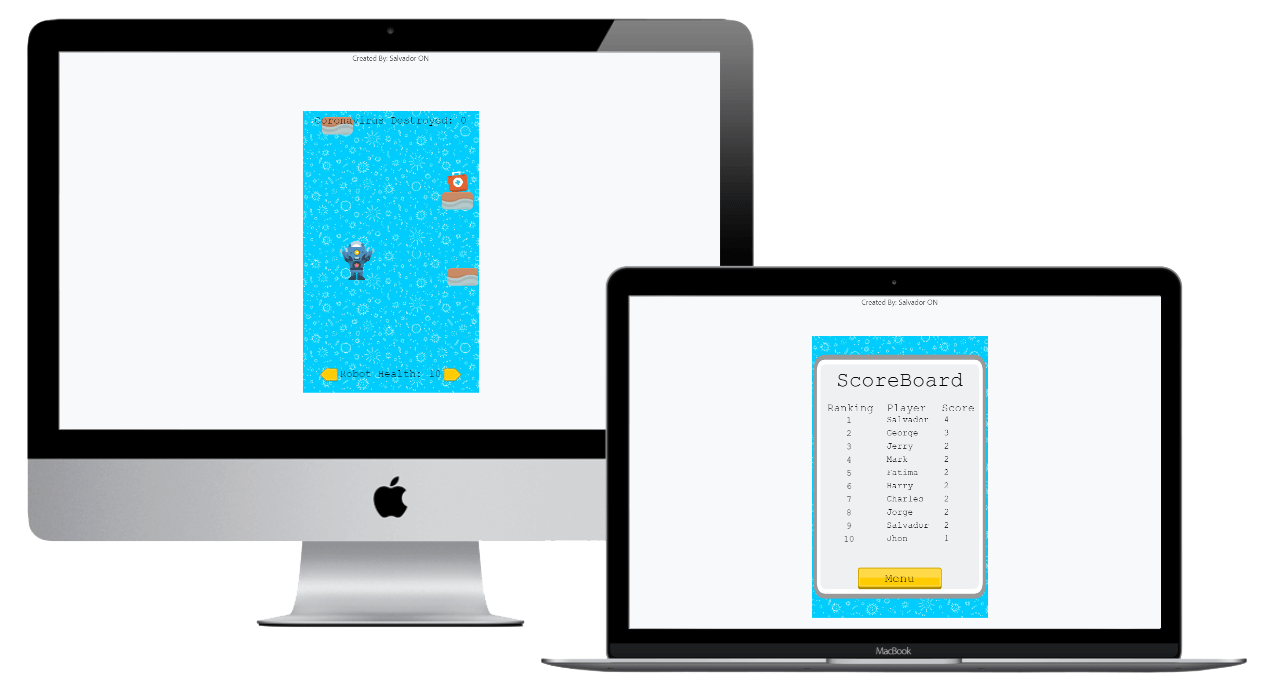 Created By: Salvador ON
Coronavirus Destroyed: 0
Robot Health: 10
Created By: Salvador ON
ScoreBoard
Ranking Player Score
1 Salvador 4
2 George 3
3 Jerry 2
4 Mark 2
5 Fatima 2
6 Harry 2
7 Charles 2
8 Jorge 2
9 Salvador 2
10 Jhon 1
Menu
MacBook